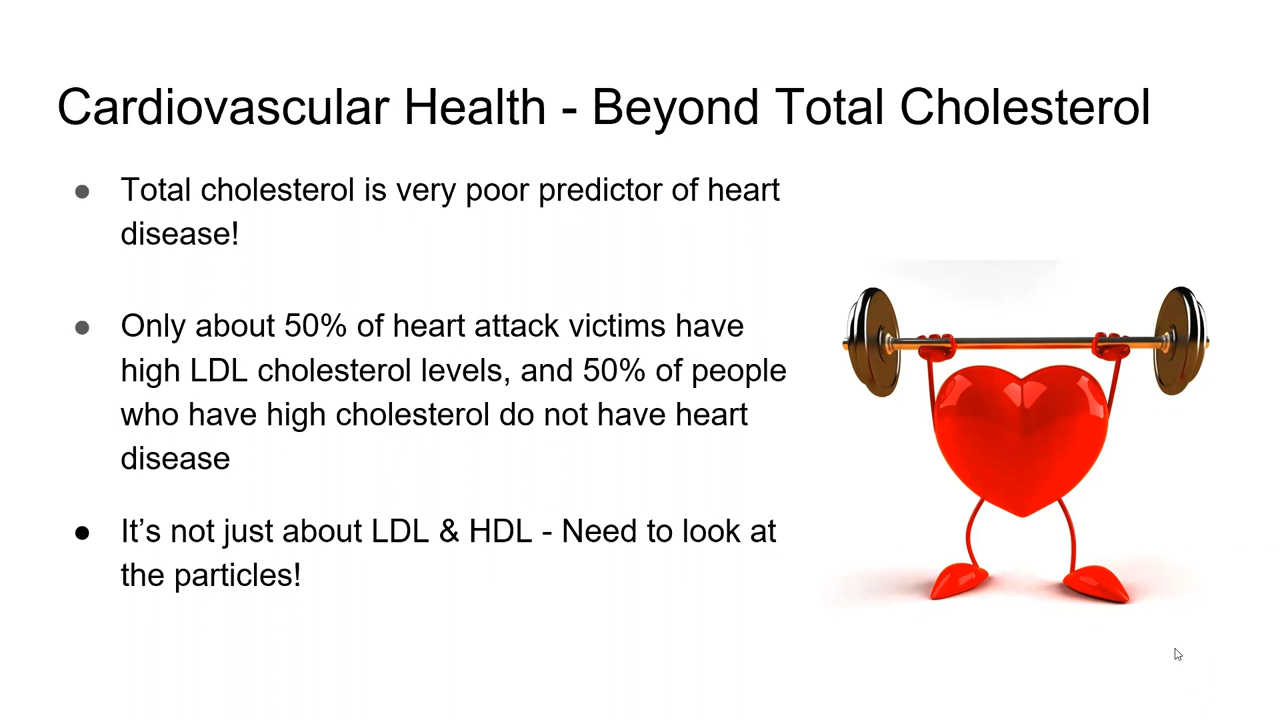 Cardiovascular Health - Beyond Total Cholesterol
● Total cholesterol is very poor predictor of heart
disease!
● Only about 50% of heart attack victims have
high LDL cholesterol levels, and 50% of people
who have high cholesterol do not have heart
disease
● It’s not just about LDL & HDL - Need to look at
the particles!